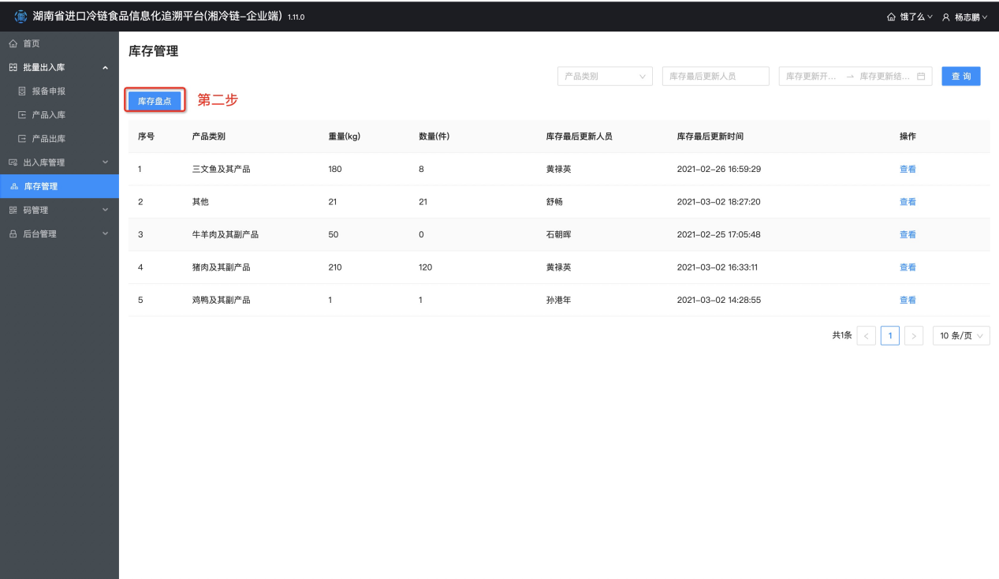 湖南省进口冷链食品信息化追溯平台(湘冷链-企业端) 1.11.0
饿了么 杨志鹏
首页
批量出入库
报备申报
产品入库
产品出库
出入库管理
库存管理
码管理
后台管理
库存管理
产品类别 库存最后更新人员 库存更新开... → 库存更新结... 查 询
库存盘点 第二步
序号 产品类别 重量(kg) 数量(件) 库存最后更新人员 库存最后更新时间 操作
1 三文鱼及其产品 180 8 黄禄英 2021-02-26 16:59:29 查看
2 其他 21 21 舒畅 2021-03-02 18:27:20 查看
3 牛羊肉及其副产品 50 0 石朝晖 2021-02-25 17:05:48 查看
4 猪肉及其副产品 210 120 黄禄英 2021-03-02 16:33:11 查看
5 鸡鸭及其副产品 1 1 孙港年 2021-03-02 14:28:55 查看
共1条 < 1 > 10 条/页